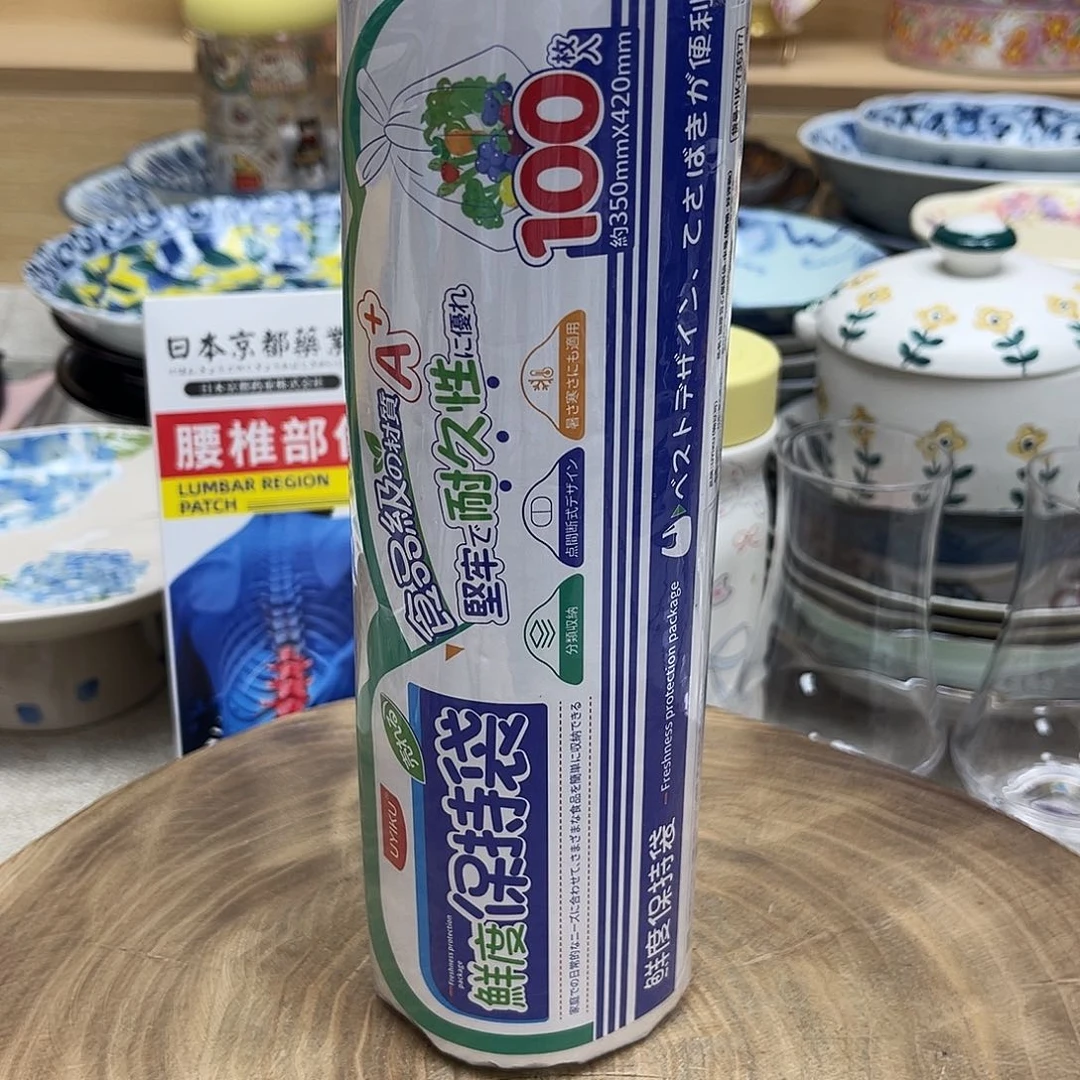 100枚入
約350mm×420mm
食品級の材質A+
堅牢で耐久性に優れ
暑さ寒さにも適用
点間断式デザイン
分類収納
UYIKU
Freshness protection
package
鮮度保持袋
家庭での日常的なニーズに合わせて、さまざまな食品を簡単に収納できる
鮮度保持袋
Freshness protection package
ベストデザイン、てさばきが便利
日本京都藥業
腰椎部
LUMBAR REGION
PATCH